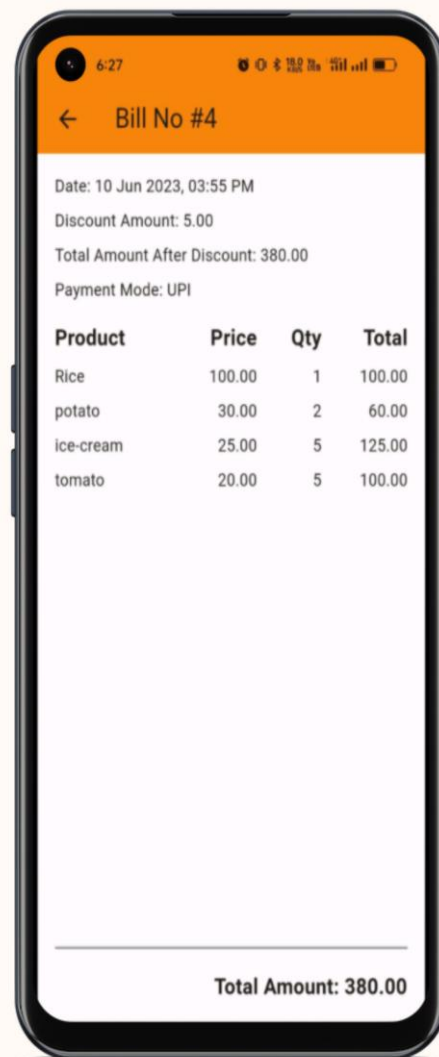 6:27
Bill No #4
Date: 10 Jun 2023, 03:55 PM
Discount Amount: 5.00
Total Amount After Discount: 380.00
Payment Mode: UPI
Product Price Qty Total
Rice 100.00 1 100.00
potato 30.00 2 60.00
ice-cream 25.00 5 125.00
tomato 20.00 5 100.00
Total Amount: 380.00